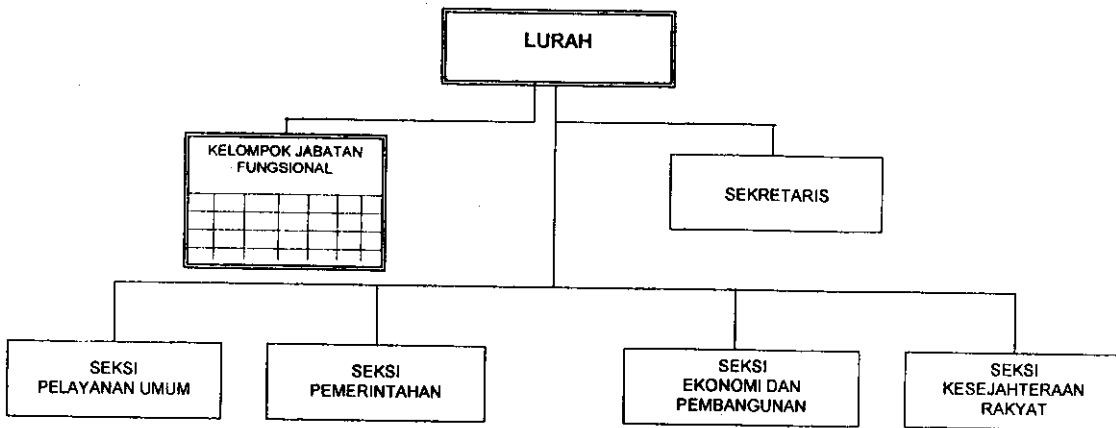 LURAH
KELOMPOK JABATAN
FUNGSIONAL
SEKRETARIS
SEKSI
PELAYANAN UMUM
SEKSI
PEMERINTAHAN
SEKSI
EKONOMI DAN
PEMBANGUNAN
SEKSI
KESEJAHTERAAN
RAKYAT